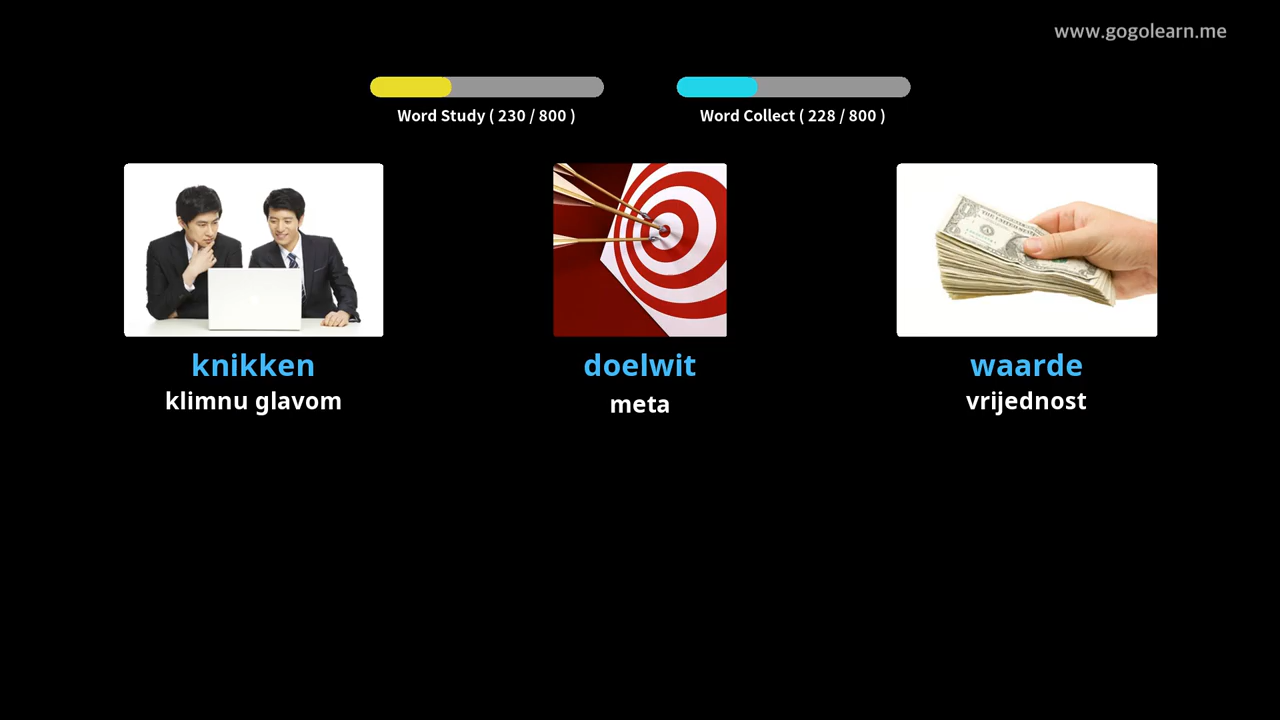 www.gogolearn.me
Word Study ( 230 / 800 )
Word Collect ( 228 / 800 )
knikken
klimnu glavom
doelwit
meta
waarde
vrijednost